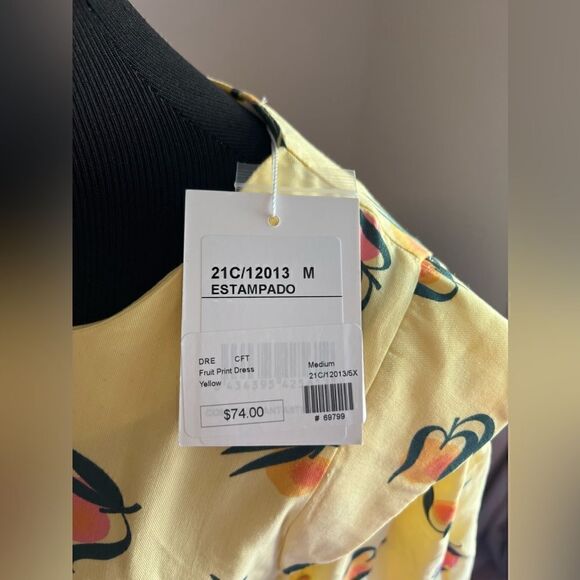 21C/12013 M
ESTAMPADO
DRE CFT
Fruit Print Dress
Yellow
Medium
21C/12013/5X
$74.00
# 69799